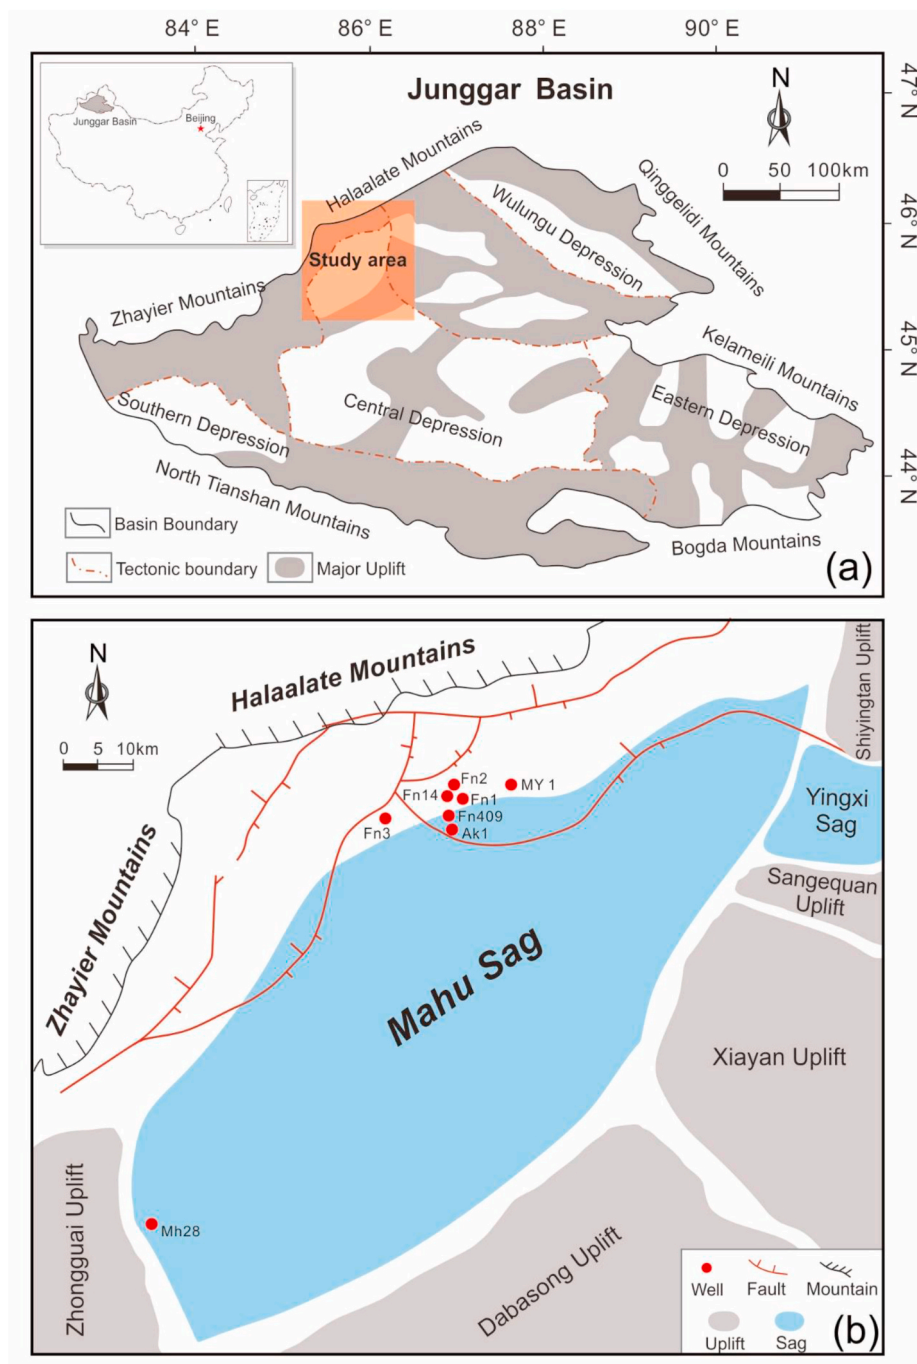 84° E 86° E 88° E 90° E
Junggar Basin
Junggar Basin
Beijing
N
0 50 100km
47° N
46° N
45° N
44° N
Halaalate Mountains
Qinggelidi Mountains
Wulungu Depression
Study area
Zhayier Mountains
Kelameili Mountains
Southern Depression
Central Depression
Eastern Depression
North Tianshan Mountains
Bogda Mountains
Basin Boundary
Tectonic boundary
Major Uplift
(a)
N
0 5 10km
Halaalate Mountains
Shiyingtan Uplift
Fn2
MY 1
Fn14
Fn1
Fn409
Fn3
Ak1
Yingxi
Sag
Sangequan
Uplift
Zhayier Mountains
Mahu Sag
Xiayan Uplift
Zhongguai Uplift
Mh28
Dabasong Uplift
Well Fault Mountain
Uplift Sag
(b)